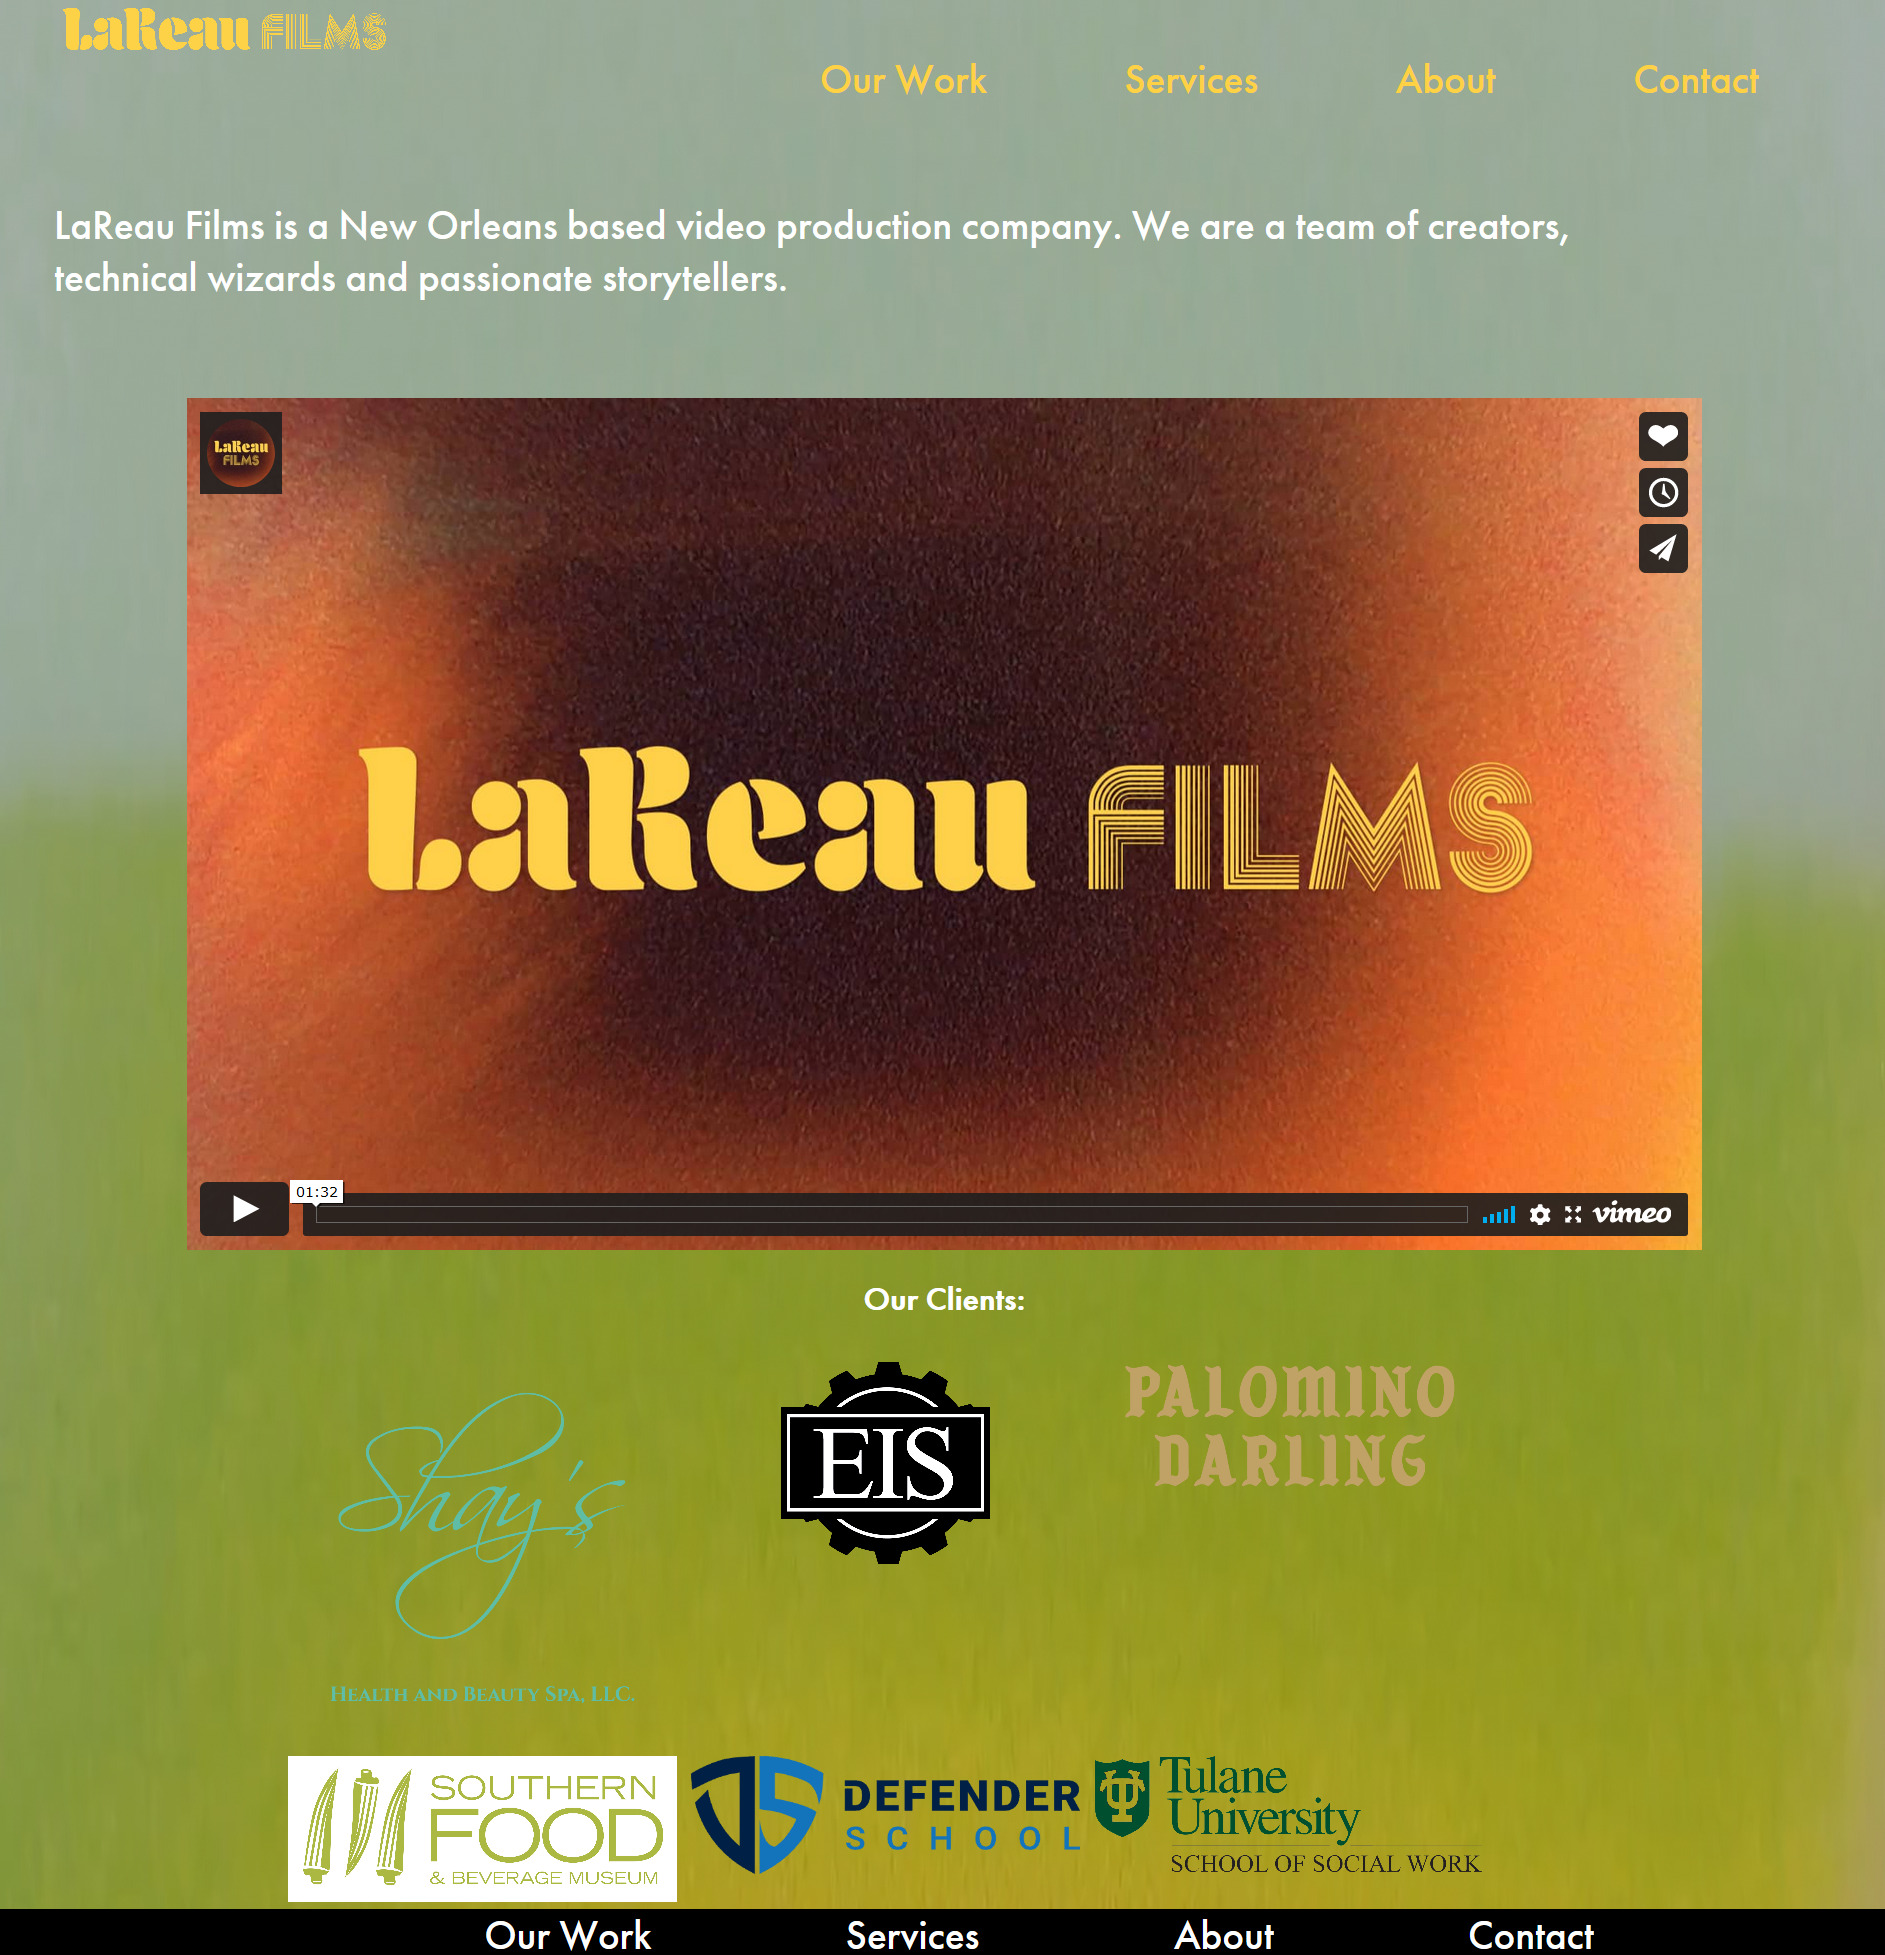 LaReau FILMS
Our Work Services About Contact
LaReau Films is a New Orleans based video production company. We are a team of creators,
technical wizards and passionate storytellers.
LaReau
FILMS
LaReau FILMS
01:32
vimeo
Our Clients:
Shay's
HEALTH AND BEAUTY SPA, LLC.
EIS
PALOMINO
DARLING
SOUTHERN
FOOD
& BEVERAGE MUSEUM
DEFENDER
SCHOOL
Tulane
University
SCHOOL OF SOCIAL WORK
Our Work Services About Contact